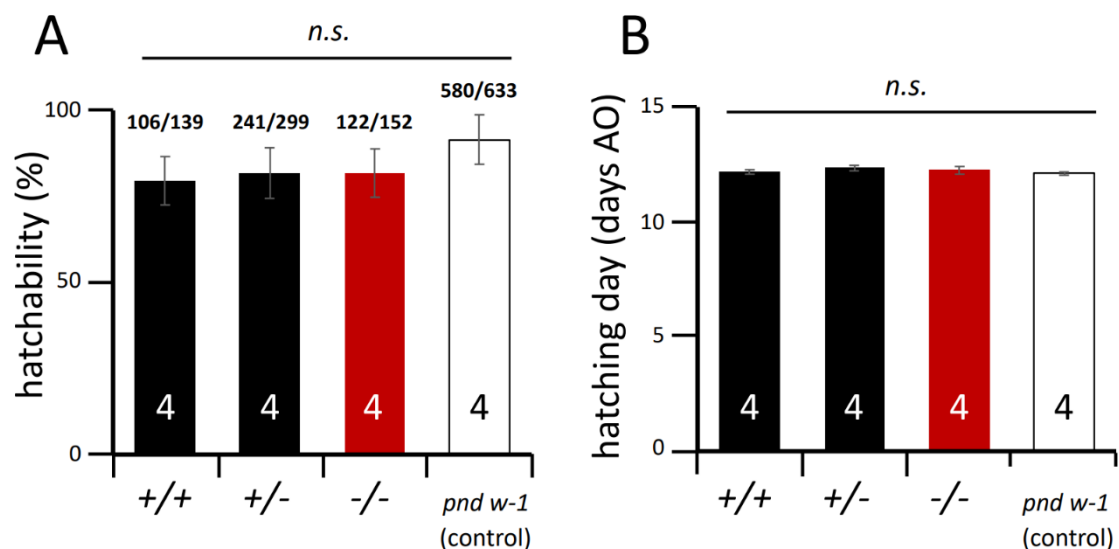 A
n.s.
hatchability (%)
100
50
0
106/139
241/299
122/152
580/633
4
4
4
4
+/+
+/-
-/-
pnd w-1
(control)
B
n.s.
hatching day (days AO)
15
10
5
0
4
4
4
4
+/+
+/-
-/-
pnd w-1
(control)